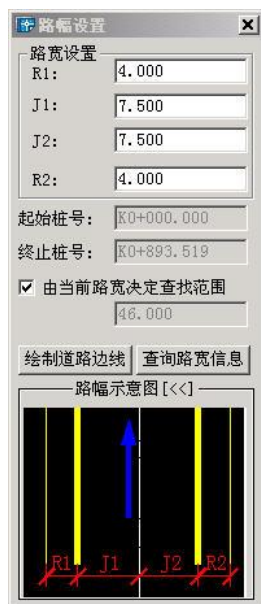 路幅设置
路宽设置
R1: 4.000
J1: 7.500
J2: 7.500
R2: 4.000
起始桩号: K0+000.000
终止桩号: K0+893.519
由当前路宽决定查找范围
46.000
绘制道路边线 查询路宽信息
路幅示意图[<<]
R1 J1 J2 R2